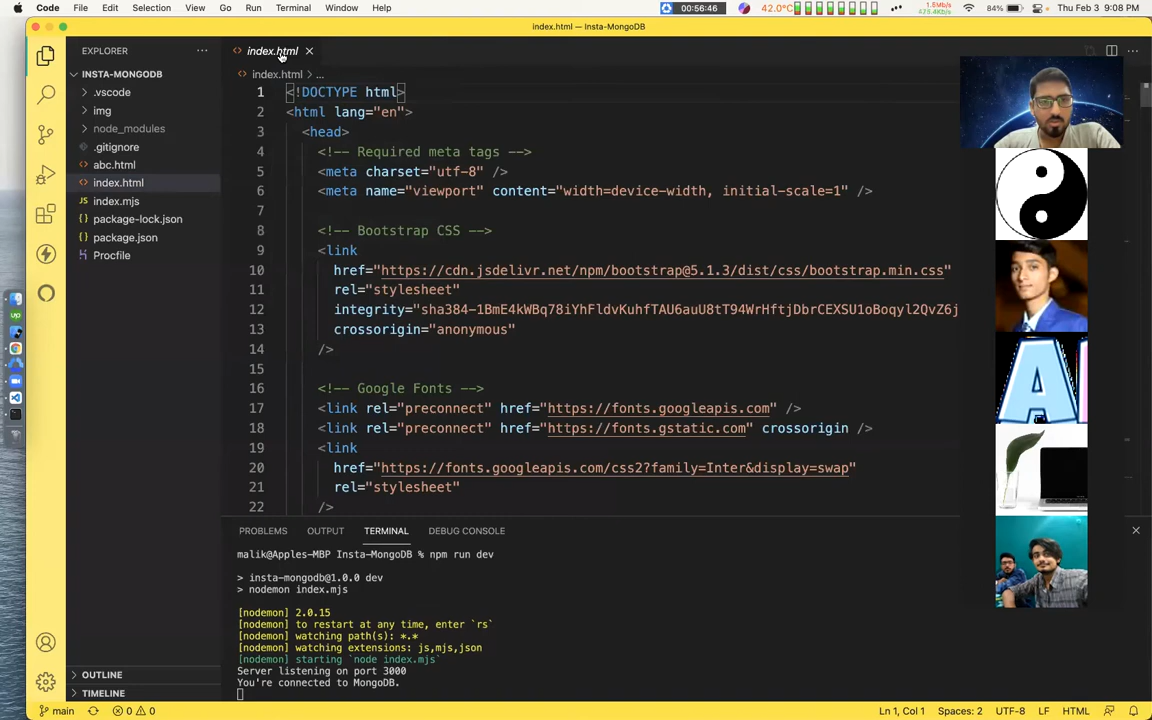 Code File Edit Selection View Go Run Terminal Window Help 00:56:46 42.0°C 84% Thu Feb 3 9:08 PM
index.html — Insta-MongoDB
EXPLORER
INSTA-MONGODB
.vscode
img
node_modules
.gitignore
abc.html
index.html
index.mjs
package-lock.json
package.json
Procfile
OUTLINE
TIMELINE
index.html
index.html > ...
1 <!DOCTYPE html>
2 <html lang="en">
3 <head>
4 <!-- Required meta tags -->
5 <meta charset="utf-8" />
6 <meta name="viewport" content="width=device-width, initial-scale=1" />
7
8 <!-- Bootstrap CSS -->
9 <link
10 href="https://cdn.jsdelivr.net/npm/bootstrap@5.1.3/dist/css/bootstrap.min.css"
11 rel="stylesheet"
12 integrity="sha384-1BmE4kWBq78iYhFldvKuhfTAU6auU8tT94WrHftjDbrCEXSU1oBoqyl2QvZ6j
13 crossorigin="anonymous"
14 />
15
16 <!-- Google Fonts -->
17 <link rel="preconnect" href="https://fonts.googleapis.com" />
18 <link rel="preconnect" href="https://fonts.gstatic.com" crossorigin />
19 <link
20 href="https://fonts.googleapis.com/css2?family=Inter&display=swap"
21 rel="stylesheet"
22 />
PROBLEMS OUTPUT TERMINAL DEBUG CONSOLE
malik@Apples-MBP Insta-MongoDB % npm run dev
> insta-mongodb@1.0.0 dev
> nodemon index.mjs
[nodemon] 2.0.15
[nodemon] to restart at any time, enter `rs`
[nodemon] watching path(s): *.*
[nodemon] watching extensions: js,mjs,json
[nodemon] starting `node index.mjs`
Server listening on port 3000
You're connected to MongoDB.
main 0 0 Ln 1, Col 1 Spaces: 2 UTF-8 LF HTML